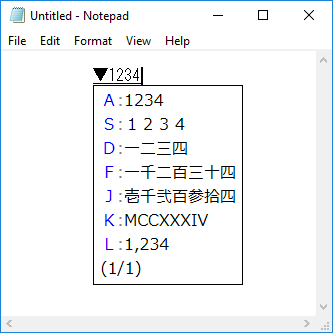 Untitled - Notepad
File Edit Format View Help
▼1234
A:1234
S:１２３４
D:一二三四
F:一千二百三十四
J:壱千弐百参拾四
K:MCCXXXIV
L:1,234
(1/1)